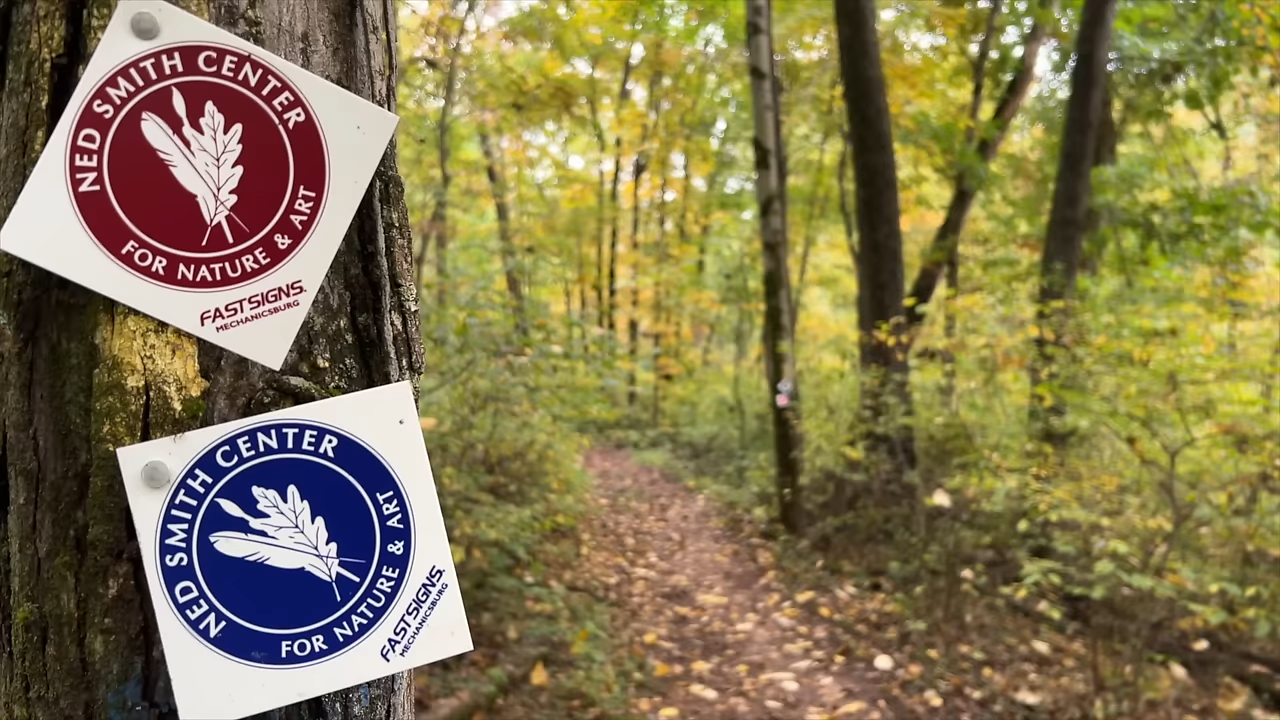 NED SMITH CENTER
FOR NATURE & ART
FASTSIGNS.
MECHANICSBURG
NED SMITH CENTER
FOR NATURE & ART
FASTSIGNS.
MECHANICSBURG